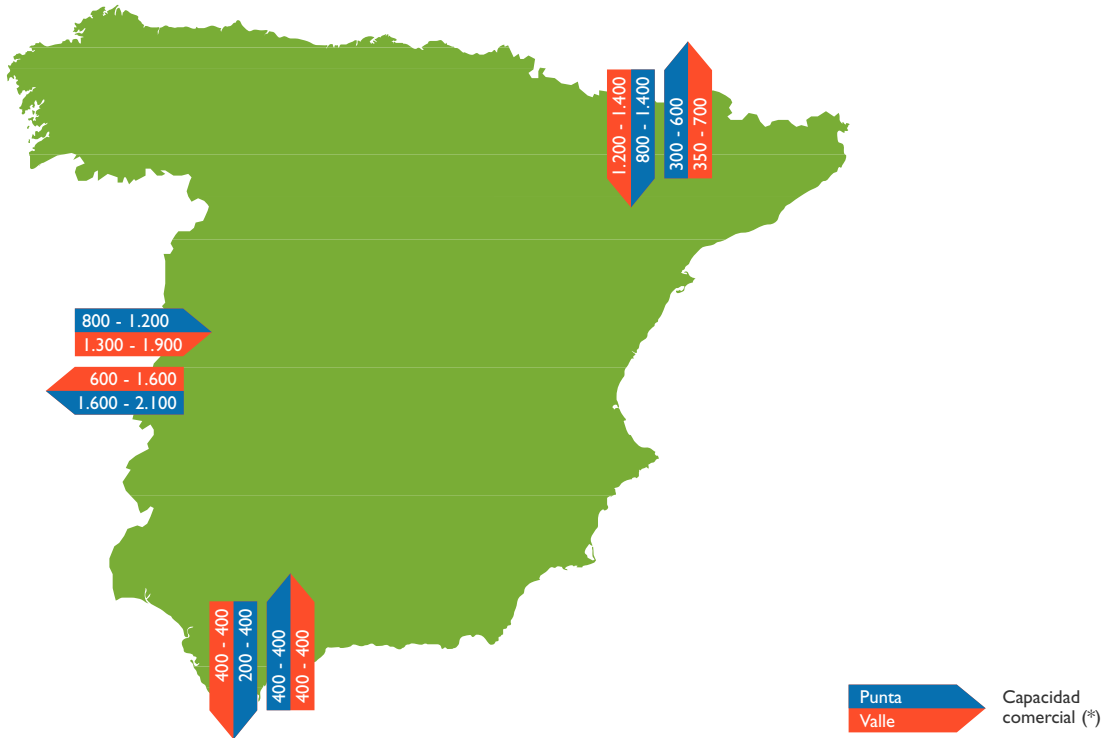 1.200 - 1.400
800 - 1.400
300 - 600
350 - 700
800 - 1.200
1.300 - 1.900
600 - 1.600
1.600 - 2.100
400 - 400
200 - 400
400 - 400
400 - 400
Punta
Valle
Capacidad
comercial (*)